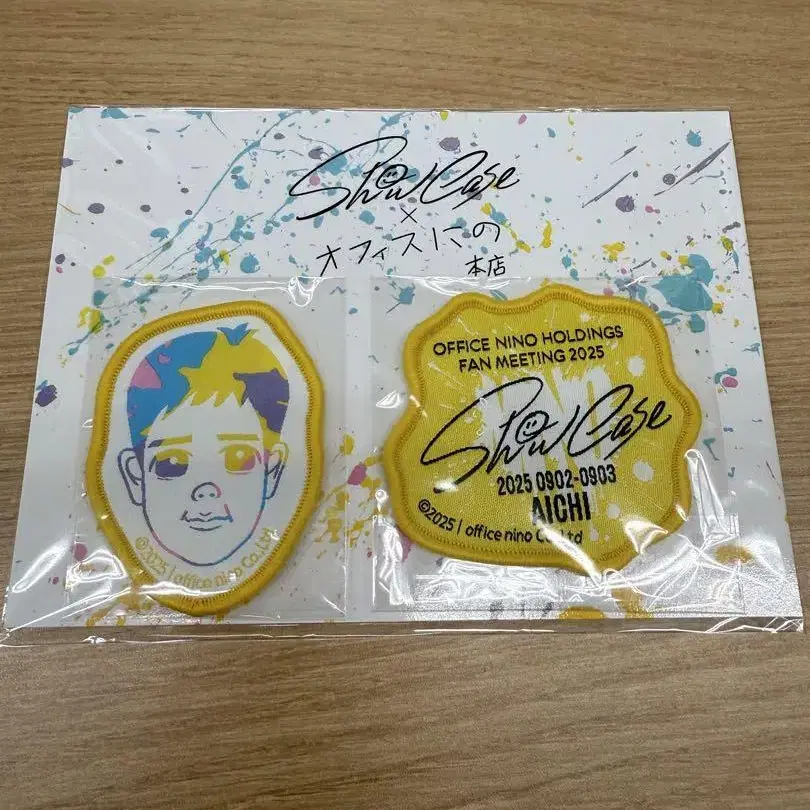 ShowCase
×
オフィスにの
本店
©2025 | office nino Co.,Ltd
OFFICE NINO HOLDINGS
FAN MEETING 2025
ShowCase
2025 0902-0903
AICHI
©2025 | office nino Co.,Ltd